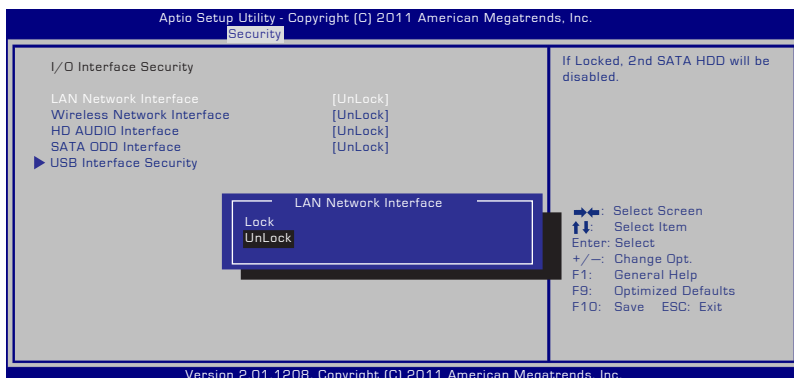 Aptio Setup Utility - Copyright (C) 2011 American Megatrends, Inc.
Security
I/O Interface Security
LAN Network Interface [UnLock]
Wireless Network Interface [UnLock]
HD AUDIO Interface [UnLock]
SATA ODD Interface [UnLock]
USB Interface Security
If Locked, 2nd SATA HDD will be
disabled.
LAN Network Interface
Lock
UnLock
→←: Select Screen
↑↓: Select Item
Enter: Select
+/—: Change Opt.
F1: General Help
F9: Optimized Defaults
F10: Save ESC: Exit
Version 2.01.1208. Copyright (C) 2011 American Megatrends, Inc.